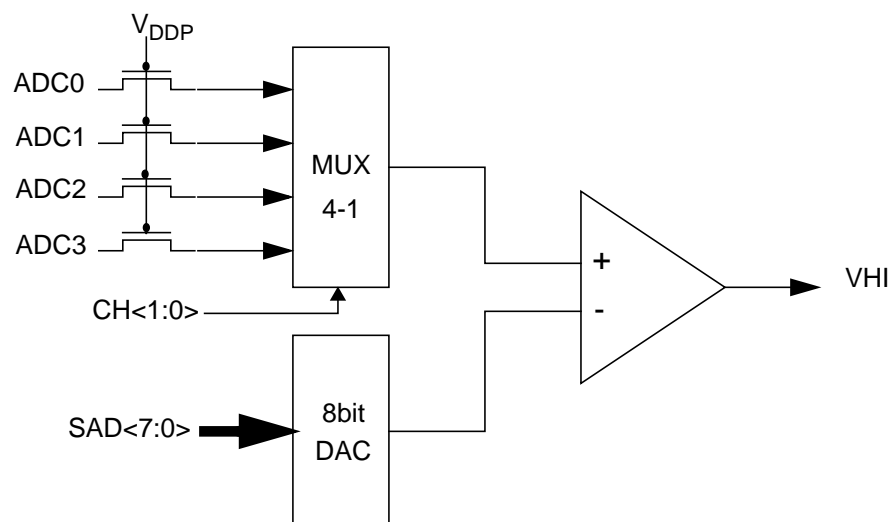 VDDP
ADC0
ADC1
ADC2
ADC3
MUX
4-1
CH<1:0>
+
-
VHI
SAD<7:0>
8bit
DAC